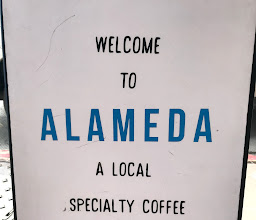 WELCOME
TO
ALAMEDA
A LOCAL
SPECIALTY COFFEE